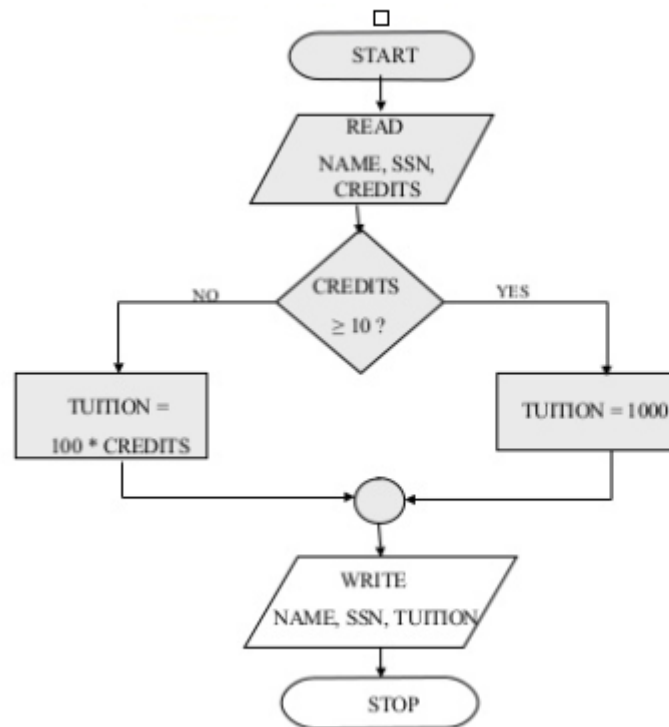 START
READ
NAME, SSN,
CREDITS
CREDITS
≥ 10 ?
NO
YES
TUITION =
100 * CREDITS
TUITION = 1000
WRITE
NAME, SSN, TUITION
STOP